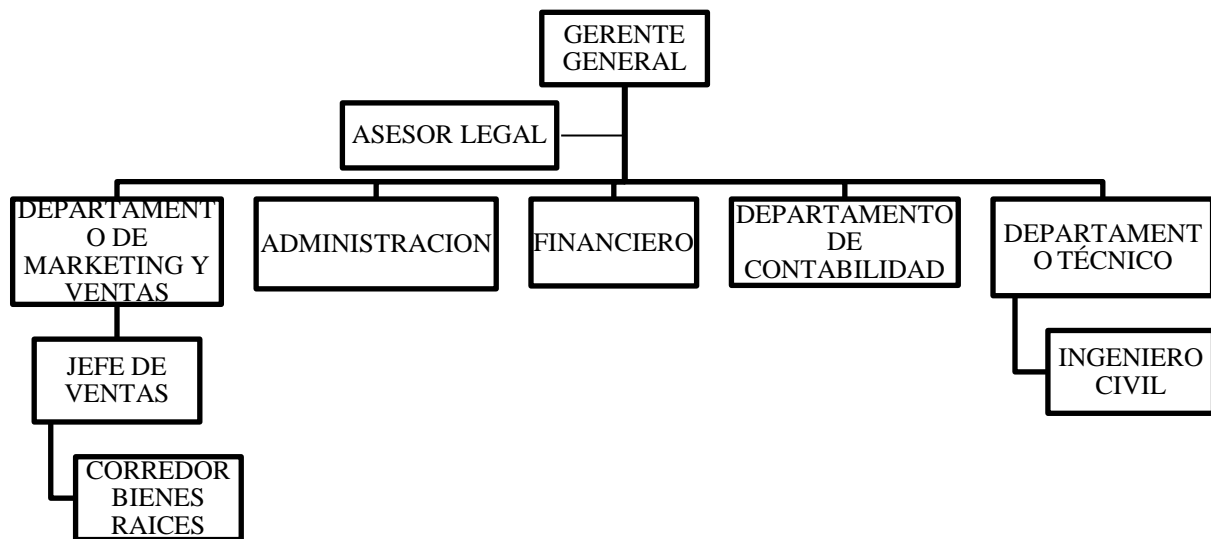 GERENTE
GENERAL
ASESOR LEGAL
DEPARTAMENT
O DE
MARKETING Y
VENTAS
ADMINISTRACION
FINANCIERO
DEPARTAMENTO
DE
CONTABILIDAD
DEPARTAMENT
O TÉCNICO
JEFE DE
VENTAS
INGENIERO
CIVIL
CORREDOR
BIENES
RAICES